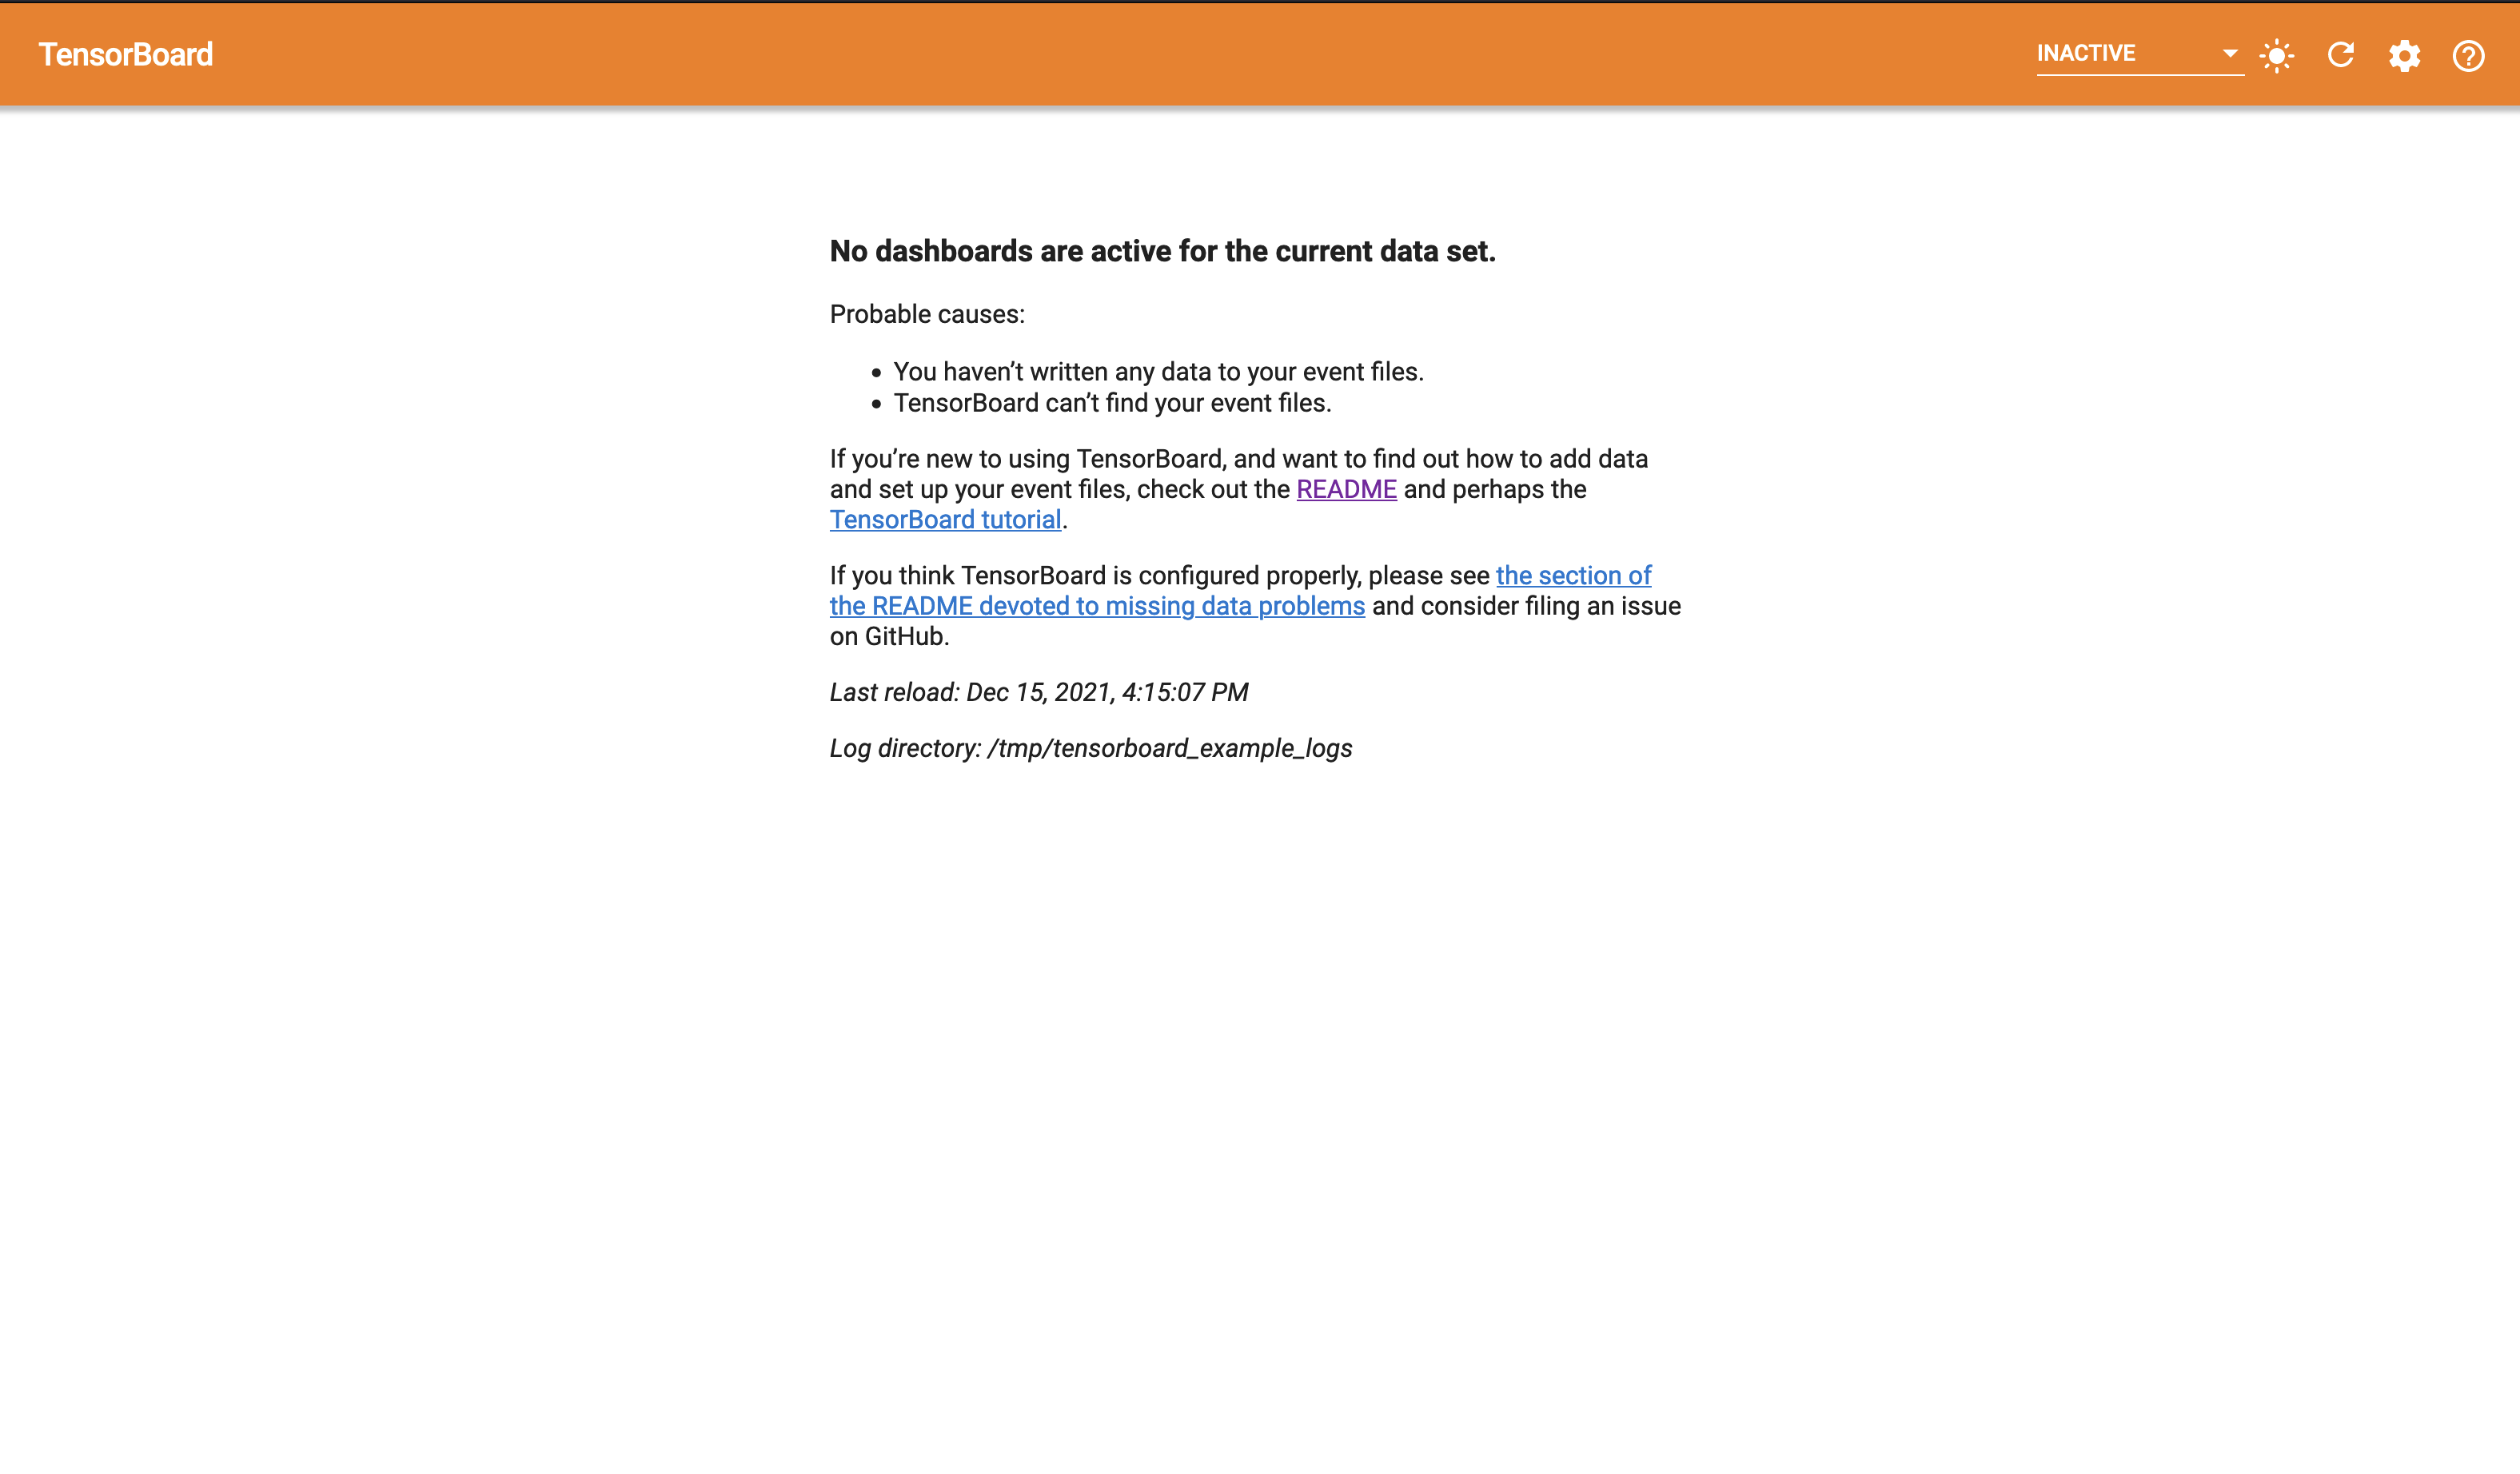 TensorBoard
INACTIVE
No dashboards are active for the current data set.
Probable causes:
• You haven’t written any data to your event files.
• TensorBoard can’t find your event files.
If you’re new to using TensorBoard, and want to find out how to add data
and set up your event files, check out the README and perhaps the
TensorBoard tutorial.
If you think TensorBoard is configured properly, please see the section of
the README devoted to missing data problems and consider filing an issue
on GitHub.
Last reload: Dec 15, 2021, 4:15:07 PM
Log directory: /tmp/tensorboard_example_logs